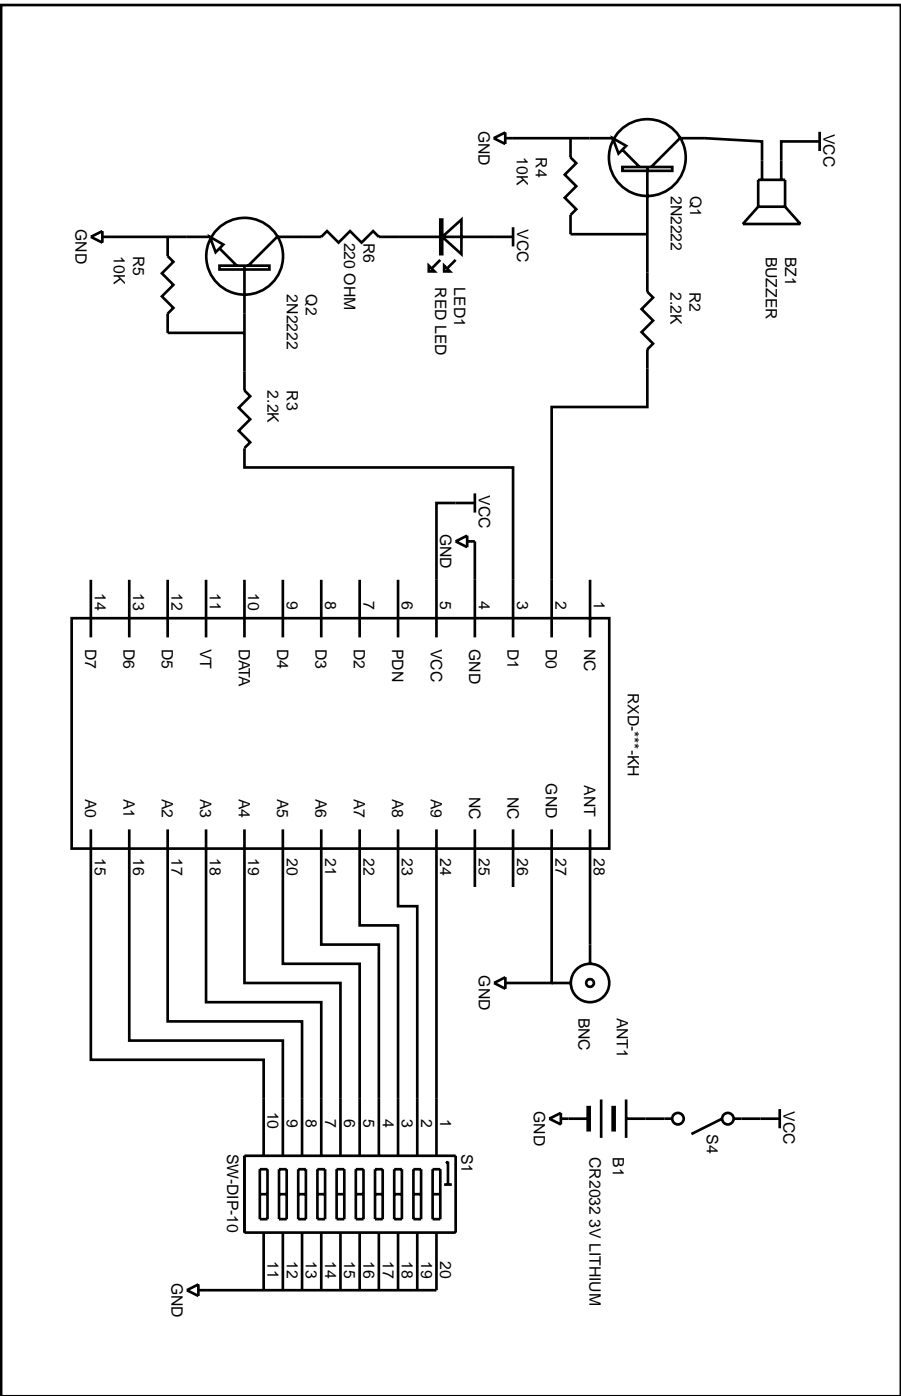 VCC
BZ1
BUZZER
Q1
2N2222
R4
10K
GND
R2
2.2K
VCC
LED1
RED LED
R6
220 OHM
Q2
2N2222
R5
10K
GND
R3
2.2K
VCC
GND
RXD-***-KH
1 NC
2 D0
3 D1
4 GND
5 VCC
6 PDN
7 D2
8 D3
9 D4
10 DATA
11 VT
12 D5
13 D6
14 D7
ANT 28
GND 27
NC 26
NC 25
A9 24
A8 23
A7 22
A6 21
A5 20
A4 19
A3 18
A2 17
A1 16
A0 15
ANT1
BNC
GND
VCC
S4
B1
CR2032 3V LITHIUM
GND
S1
1 20
2 19
3 18
4 17
5 16
6 15
7 14
8 13
9 12
10 11
SW-DIP-10
GND